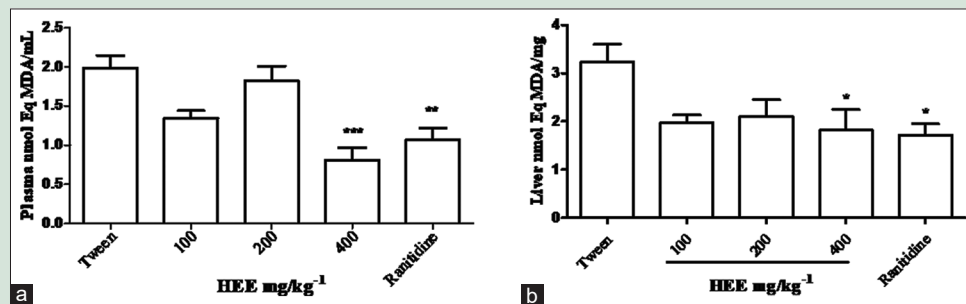 Plasma nmol Eq MDA/mL
2.5
2.0
1.5
1.0
0.5
0.0
***
**
Tween
100
200
400
Ranitidine
HEE mg/kg⁻¹
a
Liver nmol Eq MDA/mg
4
3
2
1
0
*
*
Tween
100
200
400
Ranitidine
HEE mg/kg⁻¹
b